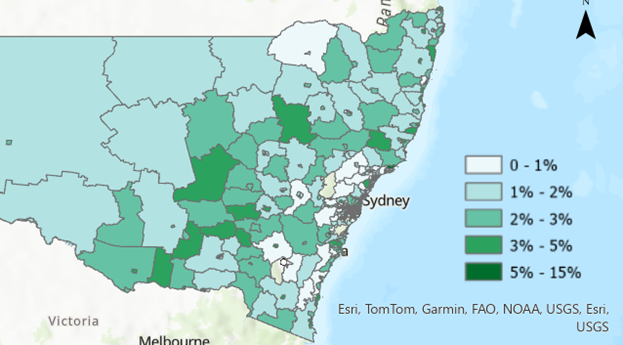 N
Pan
0 - 1%
1% - 2%
2% - 3%
3% - 5%
5% - 15%
Sydney
a
Victoria
Melbourne
Esri, TomTom, Garmin, FAO, NOAA, USGS, Esri,
USGS